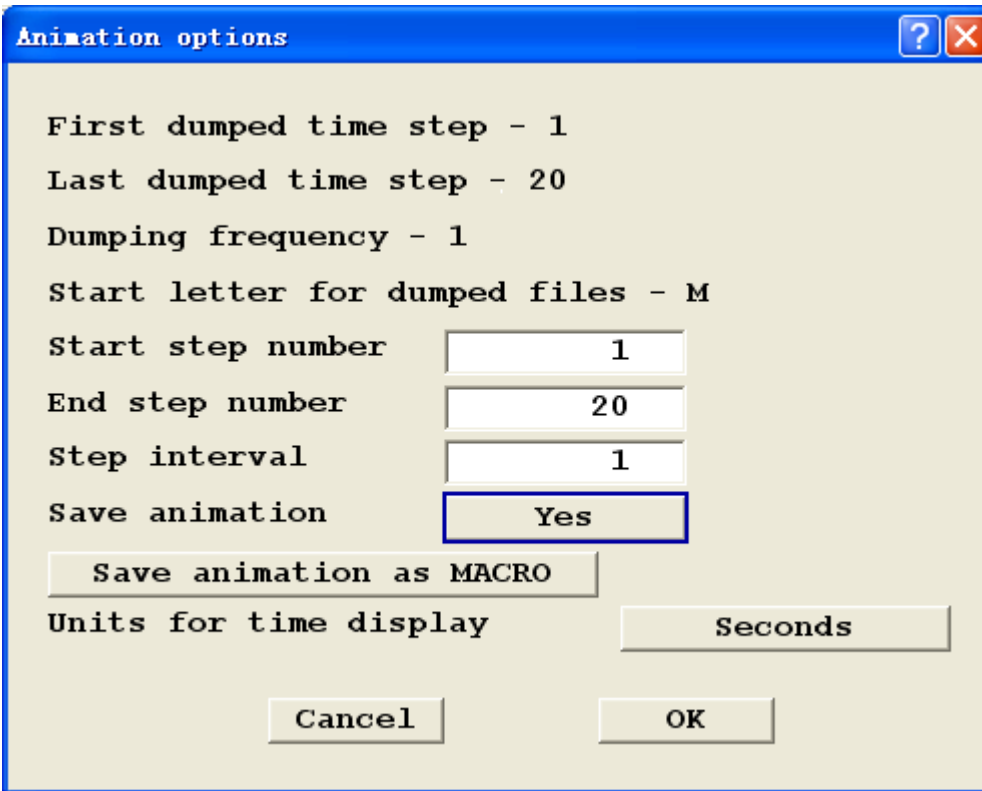 Animation options
First dumped time step - 1
Last dumped time step - 20
Dumping frequency - 1
Start letter for dumped files - M
Start step number 1
End step number 20
Step interval 1
Save animation Yes
Save animation as MACRO
Units for time display Seconds
Cancel OK